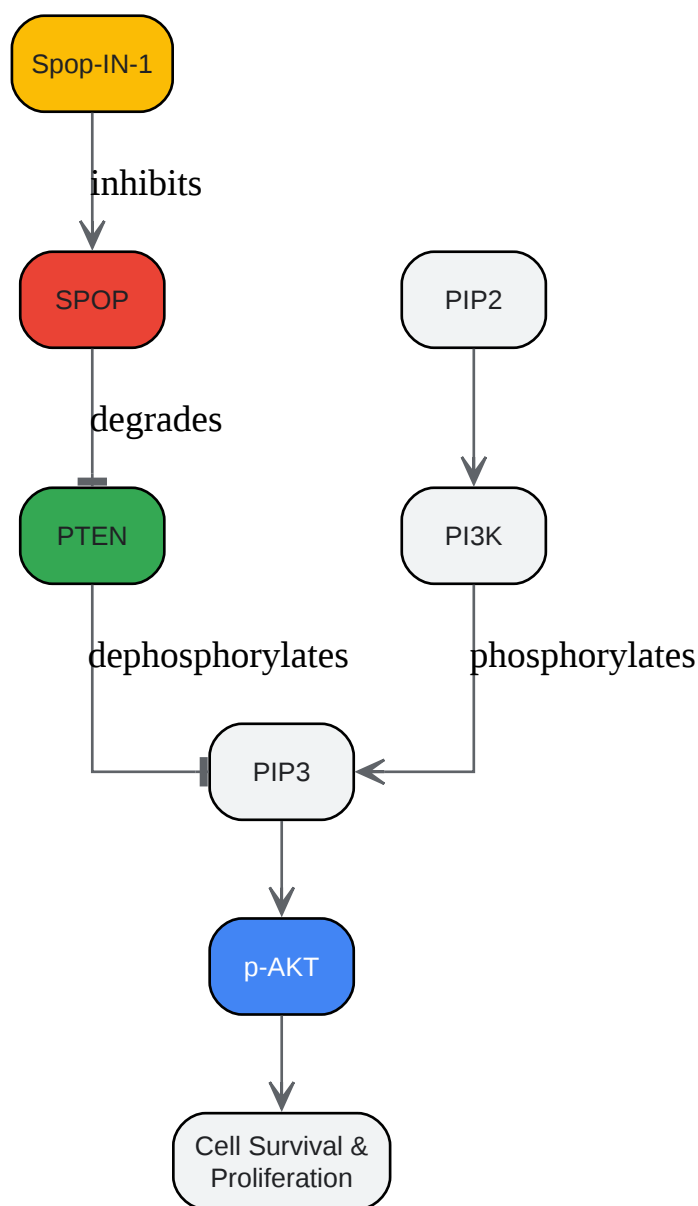 Spop-IN-1
inhibits
SPOP
PIP2
degrades
PTEN
PI3K
dephosphorylates
phosphorylates
PIP3
p-AKT
Cell Survival &
Proliferation